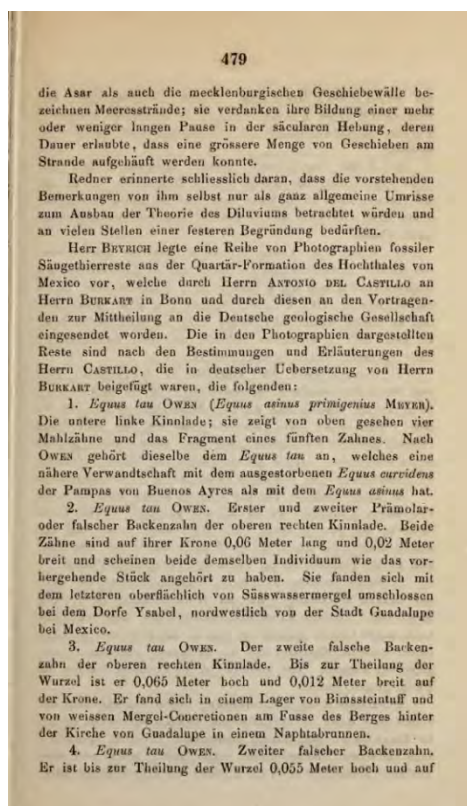 479
die Asar als auch die mecklenburgischen Geschiebewälle be-
zeichnen Meeresstrände; sie verdanken ihre Bildung einer mehr
oder weniger langen Pause in der säcularen Hebung, deren
Dauer erlaubte, dass eine grössere Menge von Geschieben am
Strande aufgehäuft werden konnte.
Redner erinnerte schliesslich daran, dass die vorstehenden
Bemerkungen von ihm selbst nur als ganz allgemeine Umrisse
zum Ausbau der Theorie des Diluviums betrachtet würden und
an vielen Stellen einer festeren Begründung bedürften.
Herr BEYRICH legte eine Reihe von Photographien fossiler
Säugethierreste aus der Quartär-Formation des Hochthales von
Mexico vor, welche durch Herrn ANTONIO DEL CASTILLO an
Herrn BURKART in Bonn und durch diesen an den Vortragen-
den zur Mittheilung an die Deutsche geologische Gesellschaft
eingesendet worden. Die in den Photographien dargestellten
Reste sind nach den Bestimmungen und Erläuterungen des
Herrn CASTILLO, die in deutscher Uebersetzung von Herrn
BURKART beigefügt waren, die folgenden:
1. Equus tau OWEN (Equus asinus primigenius MEYER).
Die untere linke Kinnlade; sie zeigt von oben gesehen vier
Mahlzähne und das Fragment eines fünften Zahnes. Nach
OWEN gehört dieselbe dem Equus tau an, welches eine
nähere Verwandtschaft mit dem ausgestorbenen Equus curvidens
der Pampas von Buenos Ayres als mit dem Equus asinus hat.
2. Equus tau OWEN. Erster und zweiter Prämolar-
oder falscher Backenzahn der oberen rechten Kinnlade. Beide
Zähne sind auf ihrer Krone 0,06 Meter lang und 0,02 Meter
breit und scheinen beide demselben Individuum wie das vor-
hergehende Stück angehört zu haben. Sie fanden sich mit
dem letzteren oberflächlich von Süsswassermergel umschlossen
bei dem Dorfe Ysabel, nordwestlich von der Stadt Guadalupe
bei Mexico.
3. Equus tau OWEN. Der zweite falsche Backen-
zahn der oberen rechten Kinnlade. Bis zur Theilung der
Wurzel ist er 0,065 Meter hoch und 0,012 Meter breit auf
der Krone. Er fand sich in einem Lager von Bimssteintuff und
von weissen Mergel-Concretionen am Fusse des Berges hinter
der Kirche von Guadalupe in einem Naphtabrunnen.
4. Equus tau OWEN. Zweiter falscher Backenzahn.
Er ist bis zur Theilung der Wurzel 0,055 Meter hoch und auf